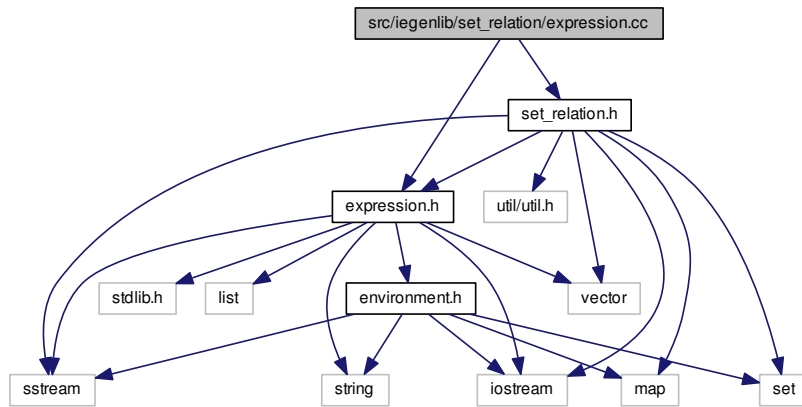 src/iegenlib/set_relation/expression.cc
set_relation.h
expression.h
util/util.h
stdlib.h
list
environment.h
vector
sstream
string
iostream
map
set